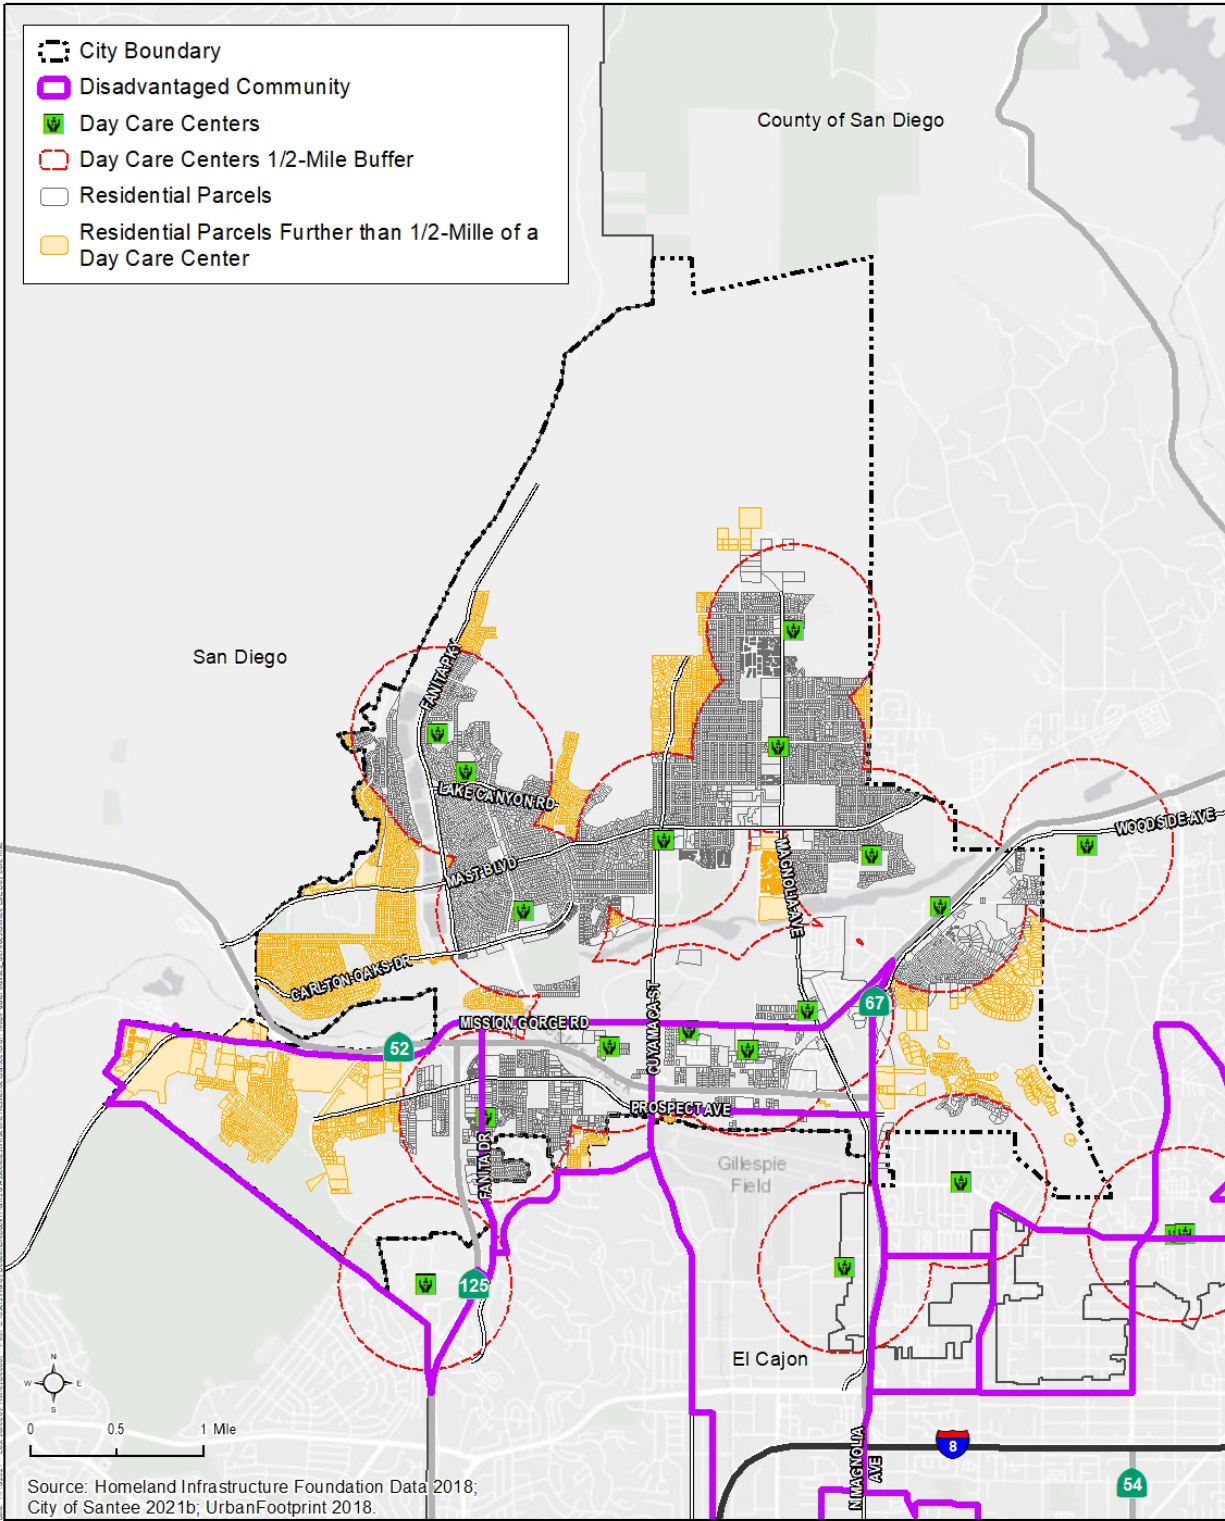 City Boundary
Disadvantaged Community
Day Care Centers
Day Care Centers 1/2-Mile Buffer
Residential Parcels
Residential Parcels Further than 1/2-Mille of a
Day Care Center
County of San Diego
San Diego
FANITA PKY
LAKE CANYON RD
MAST BLVD
WOODSIDE AVE
MAGNOLIA AVE
CARLTON OAKS DR
CUYAMACA ST
MISSION GORGE RD
67
52
PROSPECT AVE
FANITA DR
Gillespie
Field
125
El Cajon
N MAGNOLIA
AVE
8
54
N
W
E
S
0
0.5
1 Mile
Source: Homeland Infrastructure Foundation Data 2018;
City of Santee 2021b; UrbanFootprint 2018.